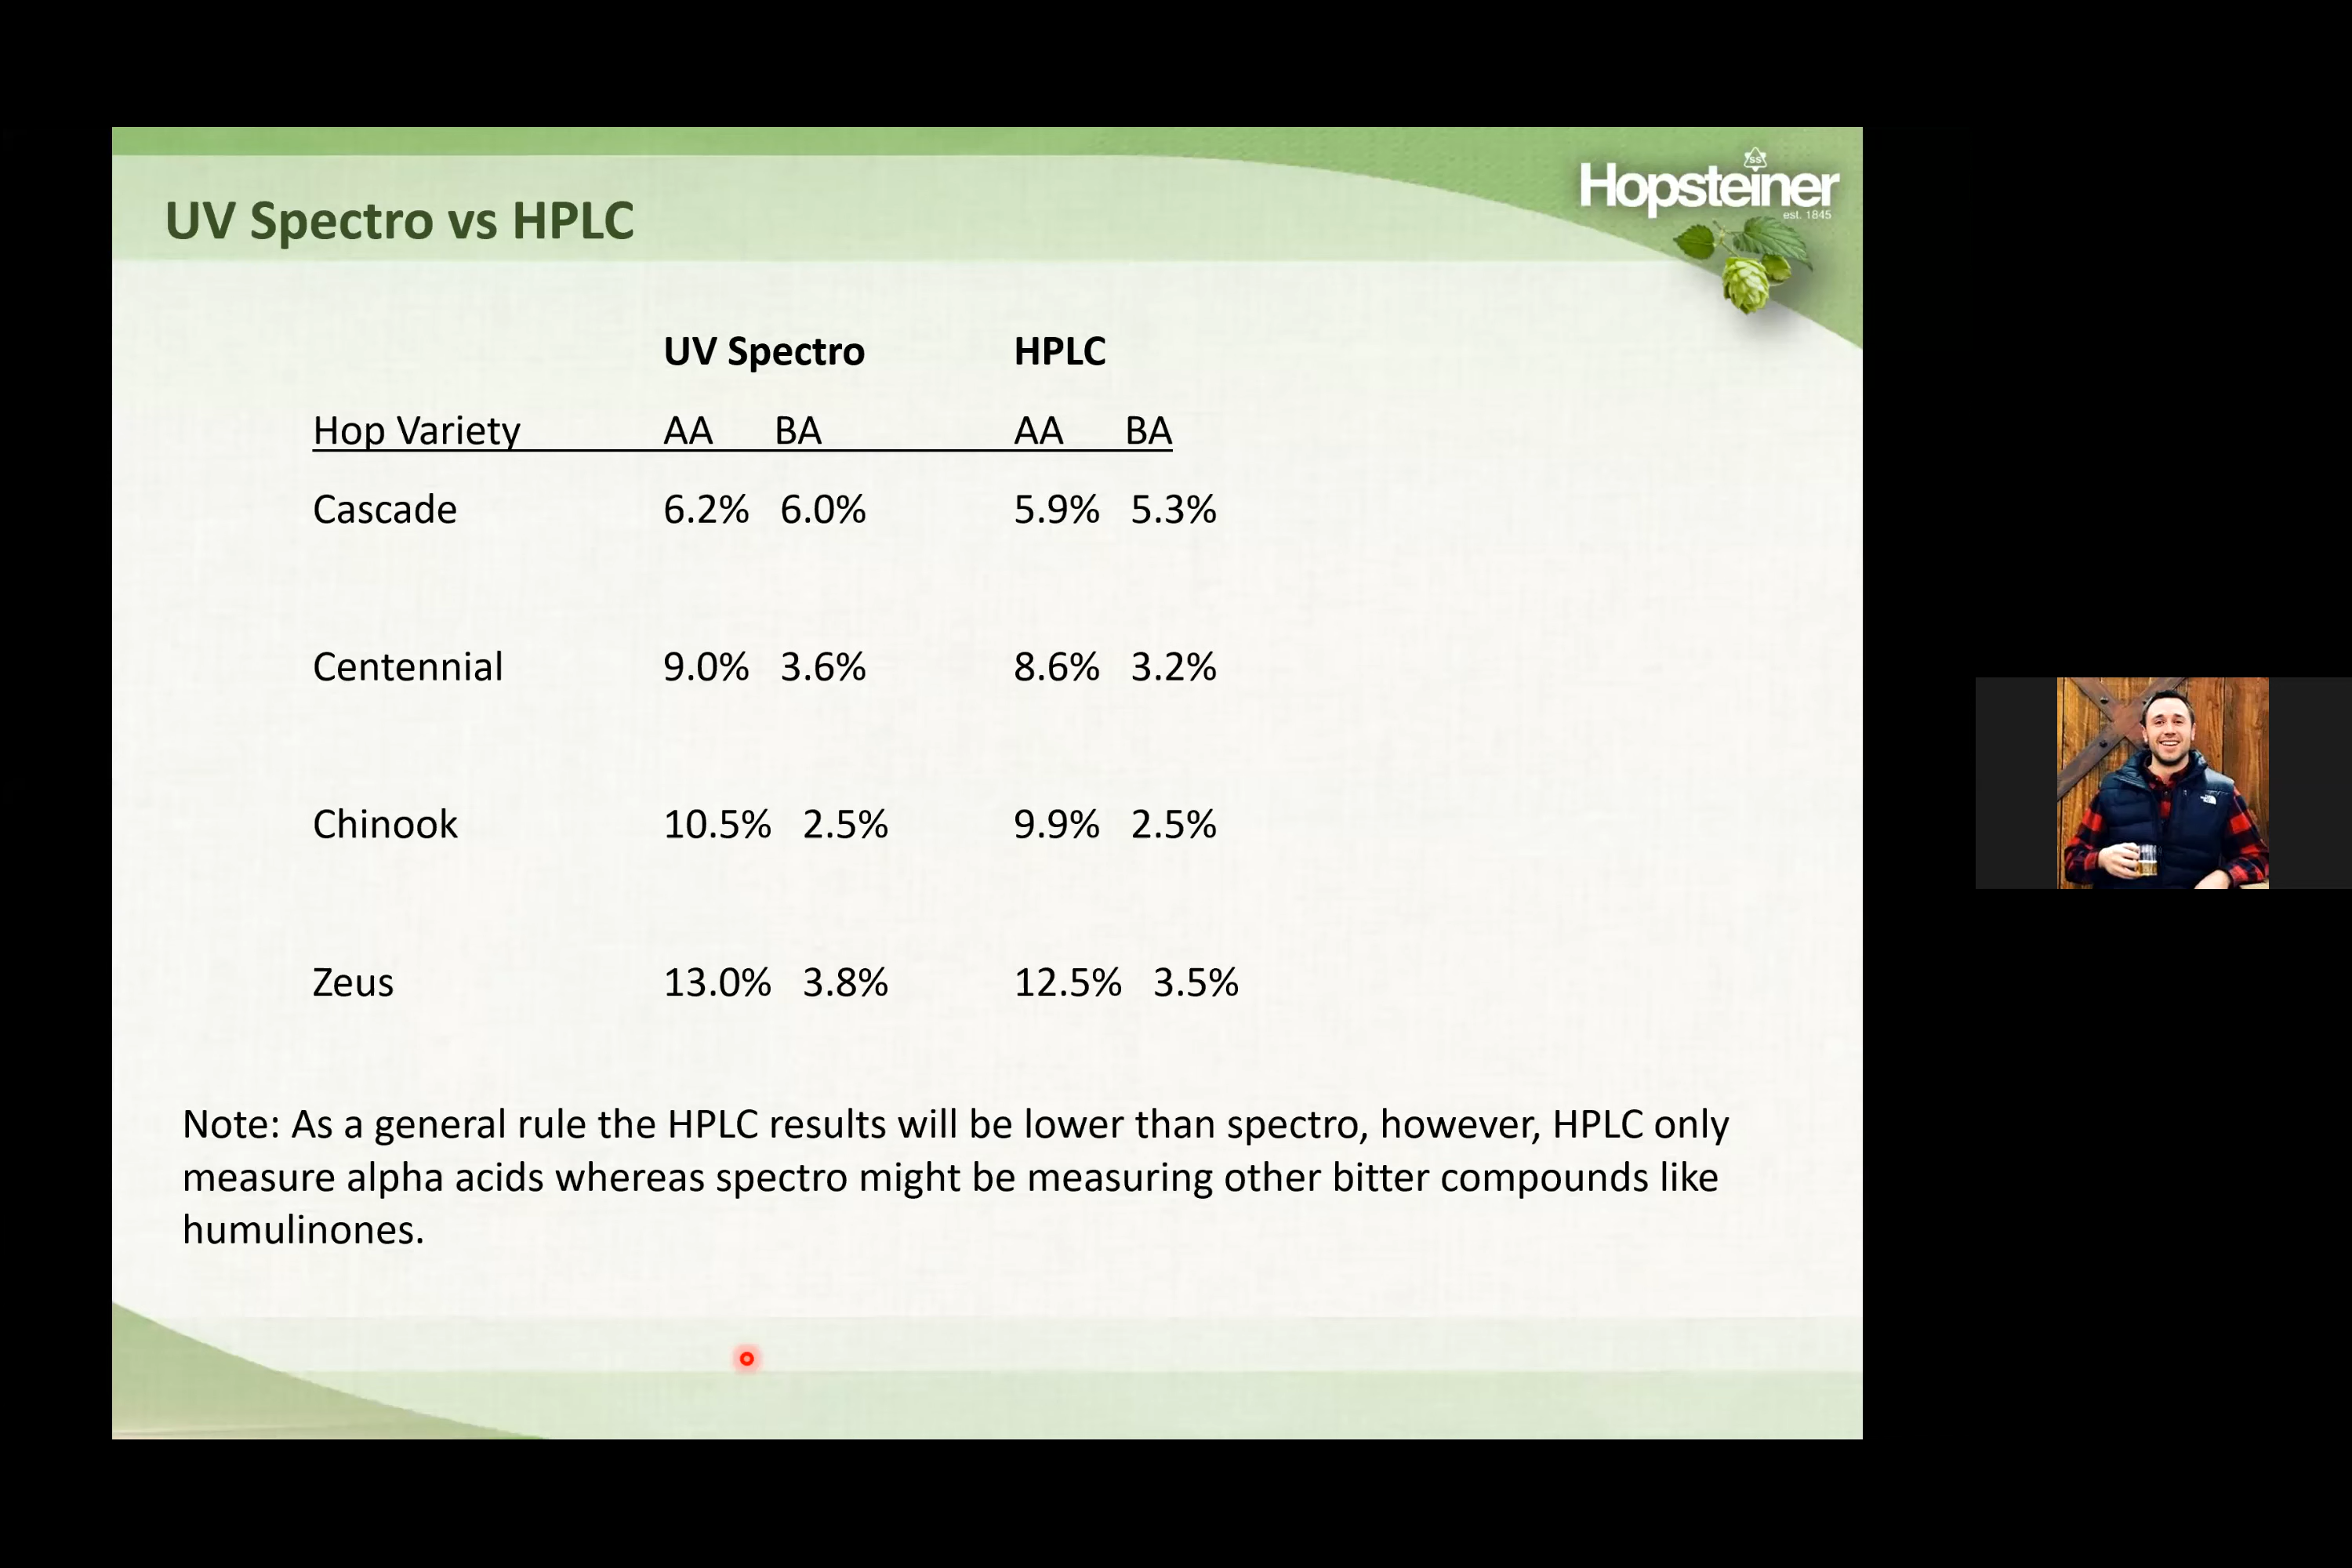 Hopsteiner
est. 1845
UV Spectro vs HPLC
UV Spectro HPLC
Hop Variety AA BA AA BA
Cascade 6.2% 6.0% 5.9% 5.3%
Centennial 9.0% 3.6% 8.6% 3.2%
Chinook 10.5% 2.5% 9.9% 2.5%
Zeus 13.0% 3.8% 12.5% 3.5%
Note: As a general rule the HPLC results will be lower than spectro, however, HPLC only
measure alpha acids whereas spectro might be measuring other bitter compounds like
humulinones.